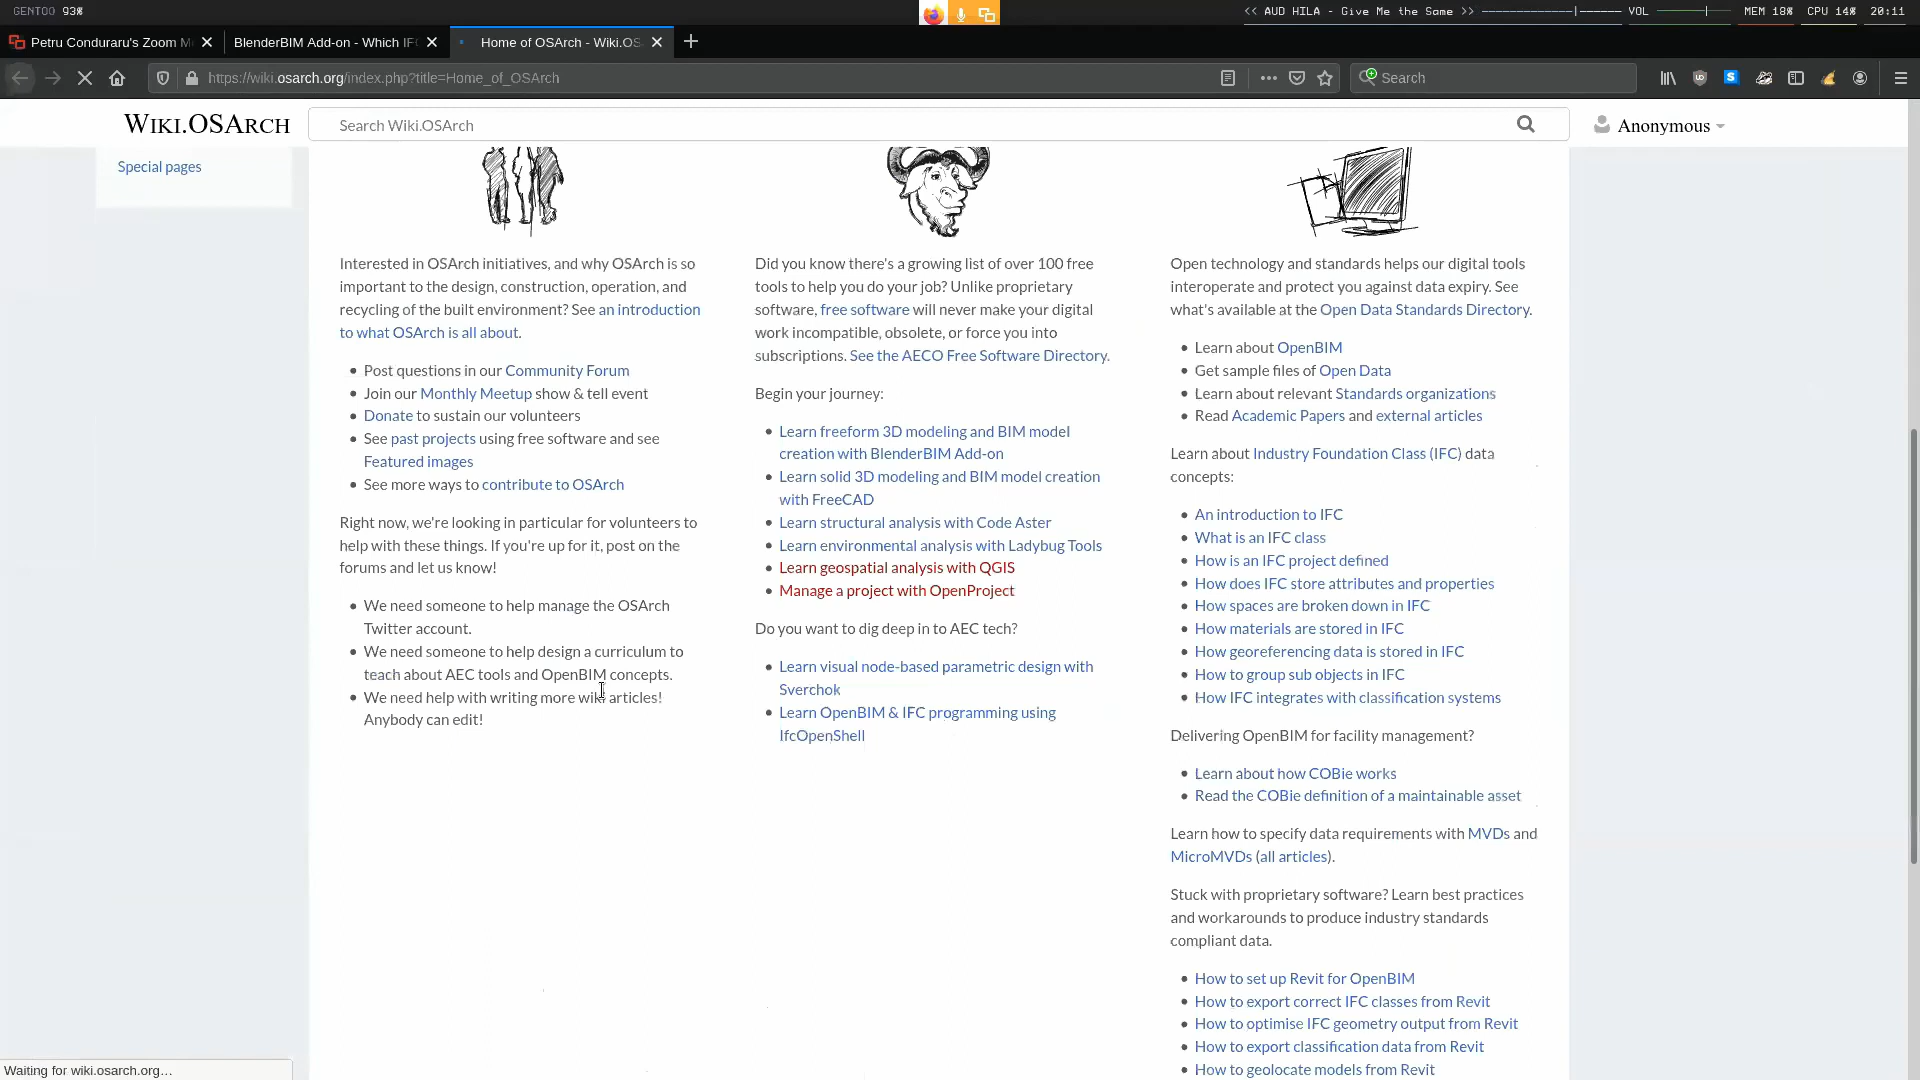 GENTOO 93%
<< AUD HILA - Give Me the Same >>
VOL
MEM 18%
CPU 14%
20:11
Petru Conduraru's Zoom M
BlenderBIM Add-on - Which IF
Home of OSArch - Wiki.OS
https://wiki.osarch.org/index.php?title=Home_of_OSArch
Search
Wiki.OSArch
Search Wiki.OSArch
Anonymous
Special pages
Interested in OSArch initiatives, and why OSArch is so
important to the design, construction, operation, and
recycling of the built environment? See an introduction
to what OSArch is all about.
Post questions in our Community Forum
Join our Monthly Meetup show & tell event
Donate to sustain our volunteers
See past projects using free software and see
Featured images
See more ways to contribute to OSArch
Right now, we're looking in particular for volunteers to
help with these things. If you're up for it, post on the
forums and let us know!
We need someone to help manage the OSArch
Twitter account.
We need someone to help design a curriculum to
teach about AEC tools and OpenBIM concepts.
We need help with writing more wiki articles!
Anybody can edit!
Did you know there's a growing list of over 100 free
tools to help you do your job? Unlike proprietary
software, free software will never make your digital
work incompatible, obsolete, or force you into
subscriptions. See the AECO Free Software Directory.
Begin your journey:
Learn freeform 3D modeling and BIM model
creation with BlenderBIM Add-on
Learn solid 3D modeling and BIM model creation
with FreeCAD
Learn structural analysis with Code Aster
Learn environmental analysis with Ladybug Tools
Learn geospatial analysis with QGIS
Manage a project with OpenProject
Do you want to dig deep in to AEC tech?
Learn visual node-based parametric design with
Sverchok
Learn OpenBIM & IFC programming using
IfcOpenShell
Open technology and standards helps our digital tools
interoperate and protect you against data expiry. See
what's available at the Open Data Standards Directory.
Learn about OpenBIM
Get sample files of Open Data
Learn about relevant Standards organizations
Read Academic Papers and external articles
Learn about Industry Foundation Class (IFC) data
concepts:
An introduction to IFC
What is an IFC class
How is an IFC project defined
How does IFC store attributes and properties
How spaces are broken down in IFC
How materials are stored in IFC
How georeferencing data is stored in IFC
How to group sub objects in IFC
How IFC integrates with classification systems
Delivering OpenBIM for facility management?
Learn about how COBie works
Read the COBie definition of a maintainable asset
Learn how to specify data requirements with MVDs and
MicroMVDs (all articles).
Stuck with proprietary software? Learn best practices
and workarounds to produce industry standards
compliant data.
How to set up Revit for OpenBIM
How to export correct IFC classes from Revit
How to optimise IFC geometry output from Revit
How to export classification data from Revit
How to geolocate models from Revit
Waiting for wiki.osarch.org…